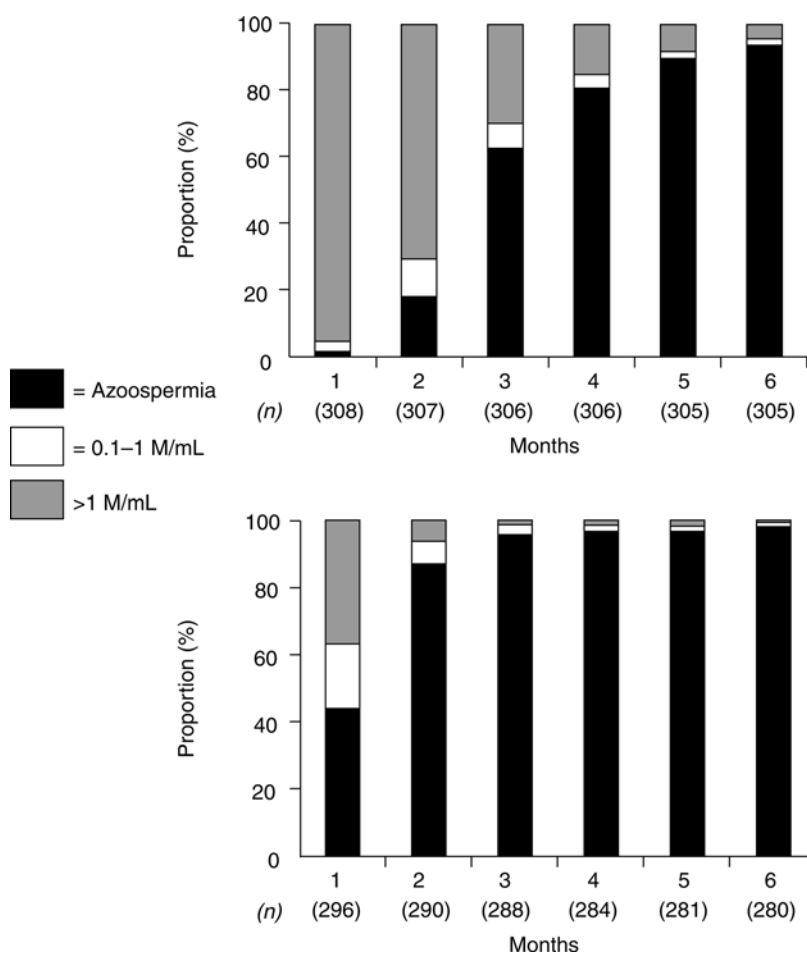 100
80
60
40
20
0
Proportion (%)
1 2 3 4 5 6
(n) (308) (307) (306) (306) (305) (305)
Months
= Azoospermia
= 0.1–1 M/mL
>1 M/mL
100
80
60
40
20
0
Proportion (%)
1 2 3 4 5 6
(n) (296) (290) (288) (284) (281) (280)
Months